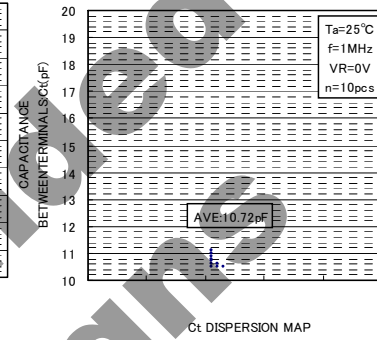 20
19
18
17
16
15
14
13
12
11
10
CAPACITANCE
BETWEEN TERMINALS:Ct(pF)
Ta=25°C
f=1MHz
VR=0V
n=10pcs
AVE:10.72pF
Ct DISPERSION MAP